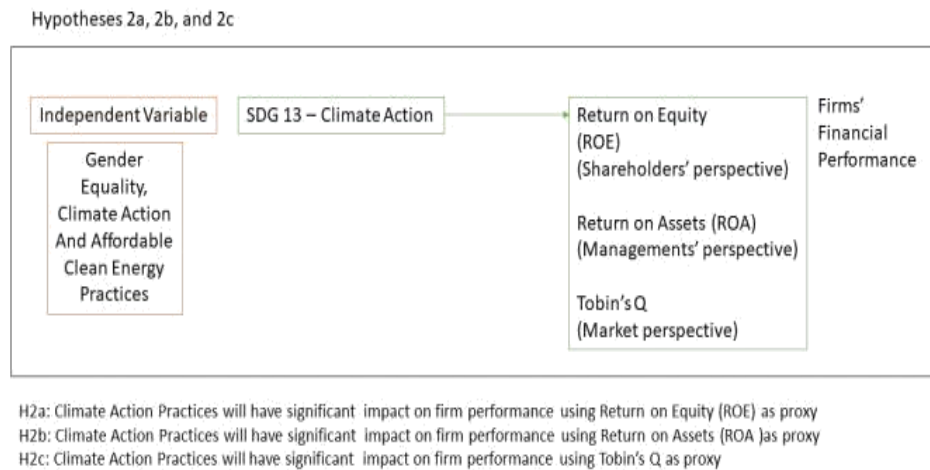 Hypotheses 2a, 2b, and 2c
Independent Variable
Gender
Equality,
Climate Action
And Affordable
Clean Energy
Practices
SDG 13 – Climate Action
Return on Equity
(ROE)
(Shareholders' perspective)
Return on Assets (ROA)
(Managements' perspective)
Tobin's Q
(Market perspective)
Firms'
Financial
Performance
H2a: Climate Action Practices will have significant impact on firm performance using Return on Equity (ROE) as proxy
H2b: Climate Action Practices will have significant impact on firm performance using Return on Assets (ROA )as proxy
H2c: Climate Action Practices will have significant impact on firm performance using Tobin's Q as proxy